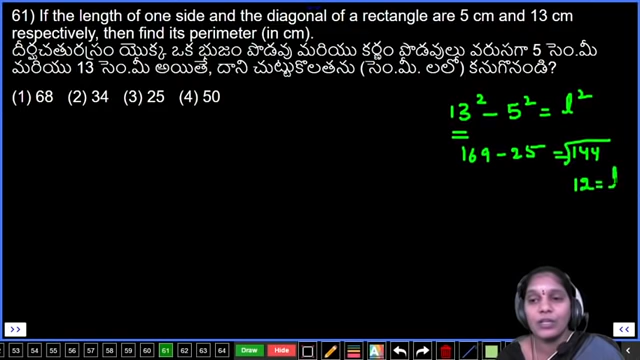 61) If the length of one side and the diagonal of a rectangle are 5 cm and 13 cm
respectively, then find its perimeter (in cm).
దీర్ఘచతురస్రం యొక్క ఒక భుజం పొడవు మరియు కర్ణం పొడవులు వరుసగా 5 సెం.మీ
మరియు 13 సెం.మీ అయితే, దాని చుట్టుకొలతను (సెం.మీ. లలో) కనుగొనండి?
(1) 68 (2) 34 (3) 25 (4) 50
13² – 5² = l²
=
169 – 25 = √144
12 = l
>> >>
52 53 54 55 56 57 58 59 60 61 62 63 64 Draw Hide